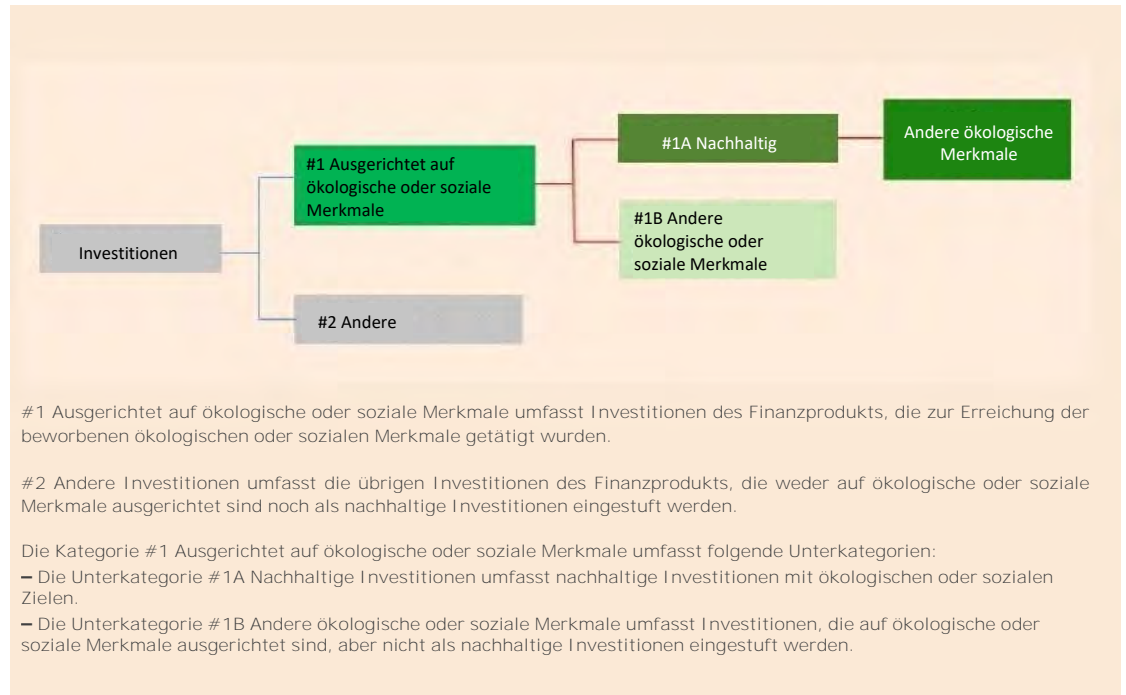 Investitionen
#1 Ausgerichtet auf
ökologische oder soziale
Merkmale
#2 Andere
#1A Nachhaltig
#1B Andere
ökologische oder
soziale Merkmale
Andere ökologische
Merkmale
#1 Ausgerichtet auf ökologische oder soziale Merkmale umfasst Investitionen des Finanzprodukts, die zur Erreichung der
beworbenen ökologischen oder sozialen Merkmale getätigt wurden.
#2 Andere Investitionen umfasst die übrigen Investitionen des Finanzprodukts, die weder auf ökologische oder soziale
Merkmale ausgerichtet sind noch als nachhaltige Investitionen eingestuft werden.
Die Kategorie #1 Ausgerichtet auf ökologische oder soziale Merkmale umfasst folgende Unterkategorien:
– Die Unterkategorie #1A Nachhaltige Investitionen umfasst nachhaltige Investitionen mit ökologischen oder sozialen
Zielen.
– Die Unterkategorie #1B Andere ökologische oder soziale Merkmale umfasst Investitionen, die auf ökologische oder
soziale Merkmale ausgerichtet sind, aber nicht als nachhaltige Investitionen eingestuft werden.